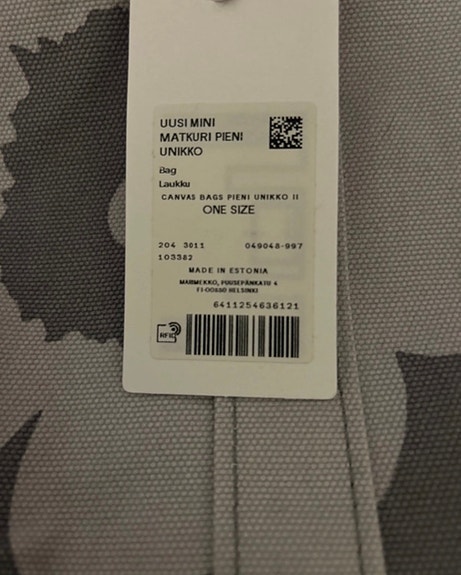 UUSI MINI
MATKURI PIENI
UNIKKO
Bag
Laukku
CANVAS BAGS PIENI UNIKKO II
ONE SIZE
204 3011 049048-997
103382
MADE IN ESTONIA
MARIMEKKO, PUUSEPÄNKATU 4
FI-00880 HELSINKI
6411254636121
RFID